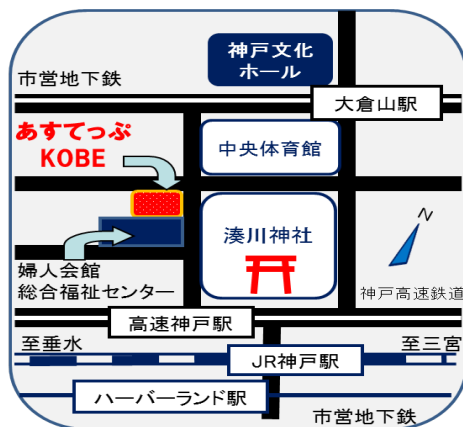 神戸文化
ホール
市営地下鉄
大倉山駅
あすてっぷ
KOBE
中央体育館
N
湊川神社
婦人会館
総合福祉センター
神戸高速鉄道
高速神戸駅
至垂水
至三宮
JR神戸駅
ハーバーランド駅
市営地下鉄